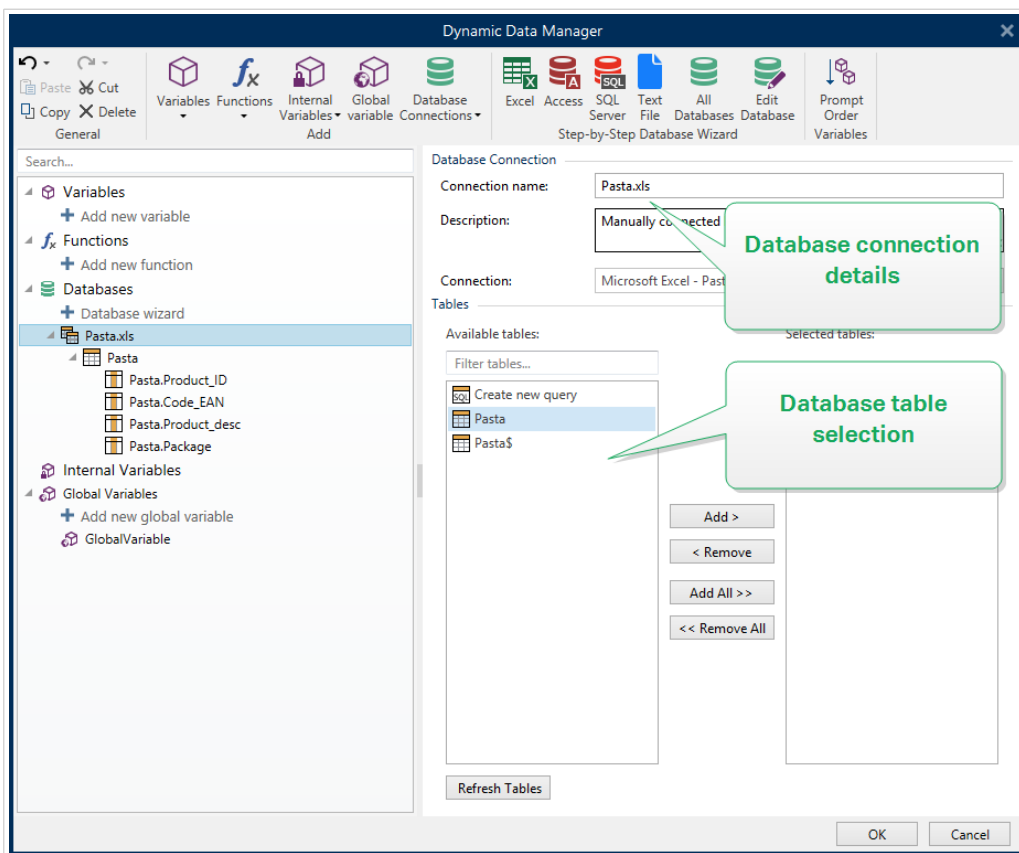 Dynamic Data Manager
Paste Cut
Copy Delete
General
Variables Functions Internal Variables Global variable Database Connections
Add
Excel Access SQL Server Text File All Databases Edit Database
Step-by-Step Database Wizard
Prompt Order
Variables
Search...
Variables
Add new variable
Functions
Add new function
Databases
Database wizard
Pasta.xls
Pasta
Pasta.Product_ID
Pasta.Code_EAN
Pasta.Product_desc
Pasta.Package
Internal Variables
Global Variables
Add new global variable
GlobalVariable
Database Connection
Connection name: Pasta.xls
Description: Manually connected
Connection: Microsoft Excel - Past
Database connection
details
Tables
Available tables:
Selected tables:
Filter tables...
SQL Create new query
Pasta
Pasta$
Database table
selection
Add >
< Remove
Add All >>
<< Remove All
Refresh Tables
OK Cancel